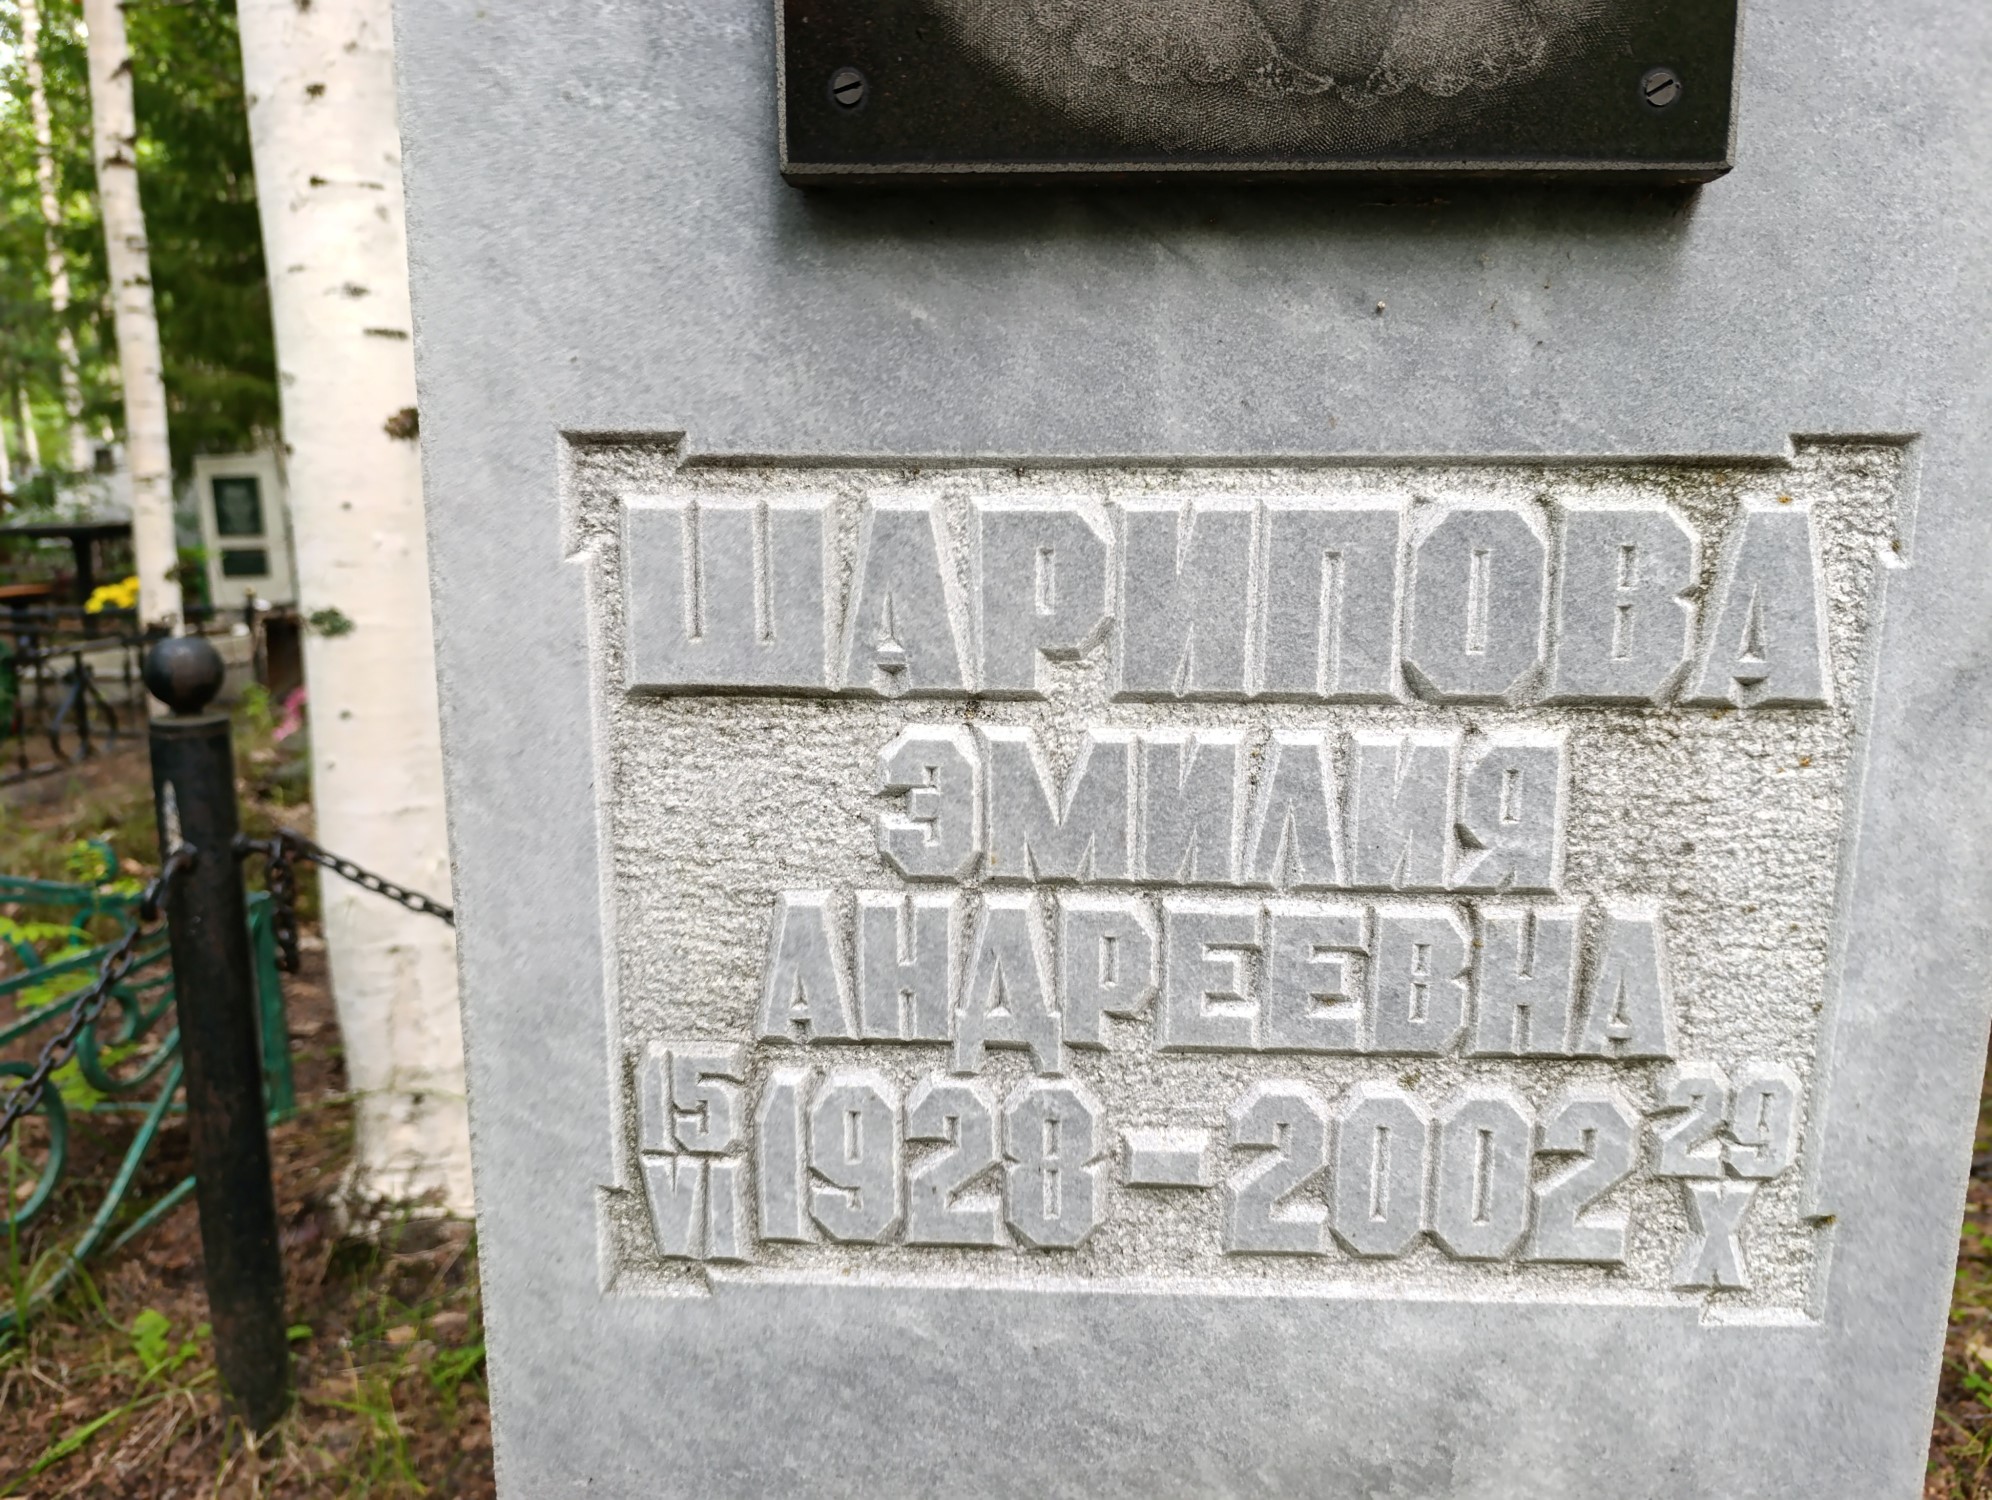 ШАРИПОВА
ЭМИЛИЯ
АНДРЕЕВНА
15 VI 1928 - 2002 29 X